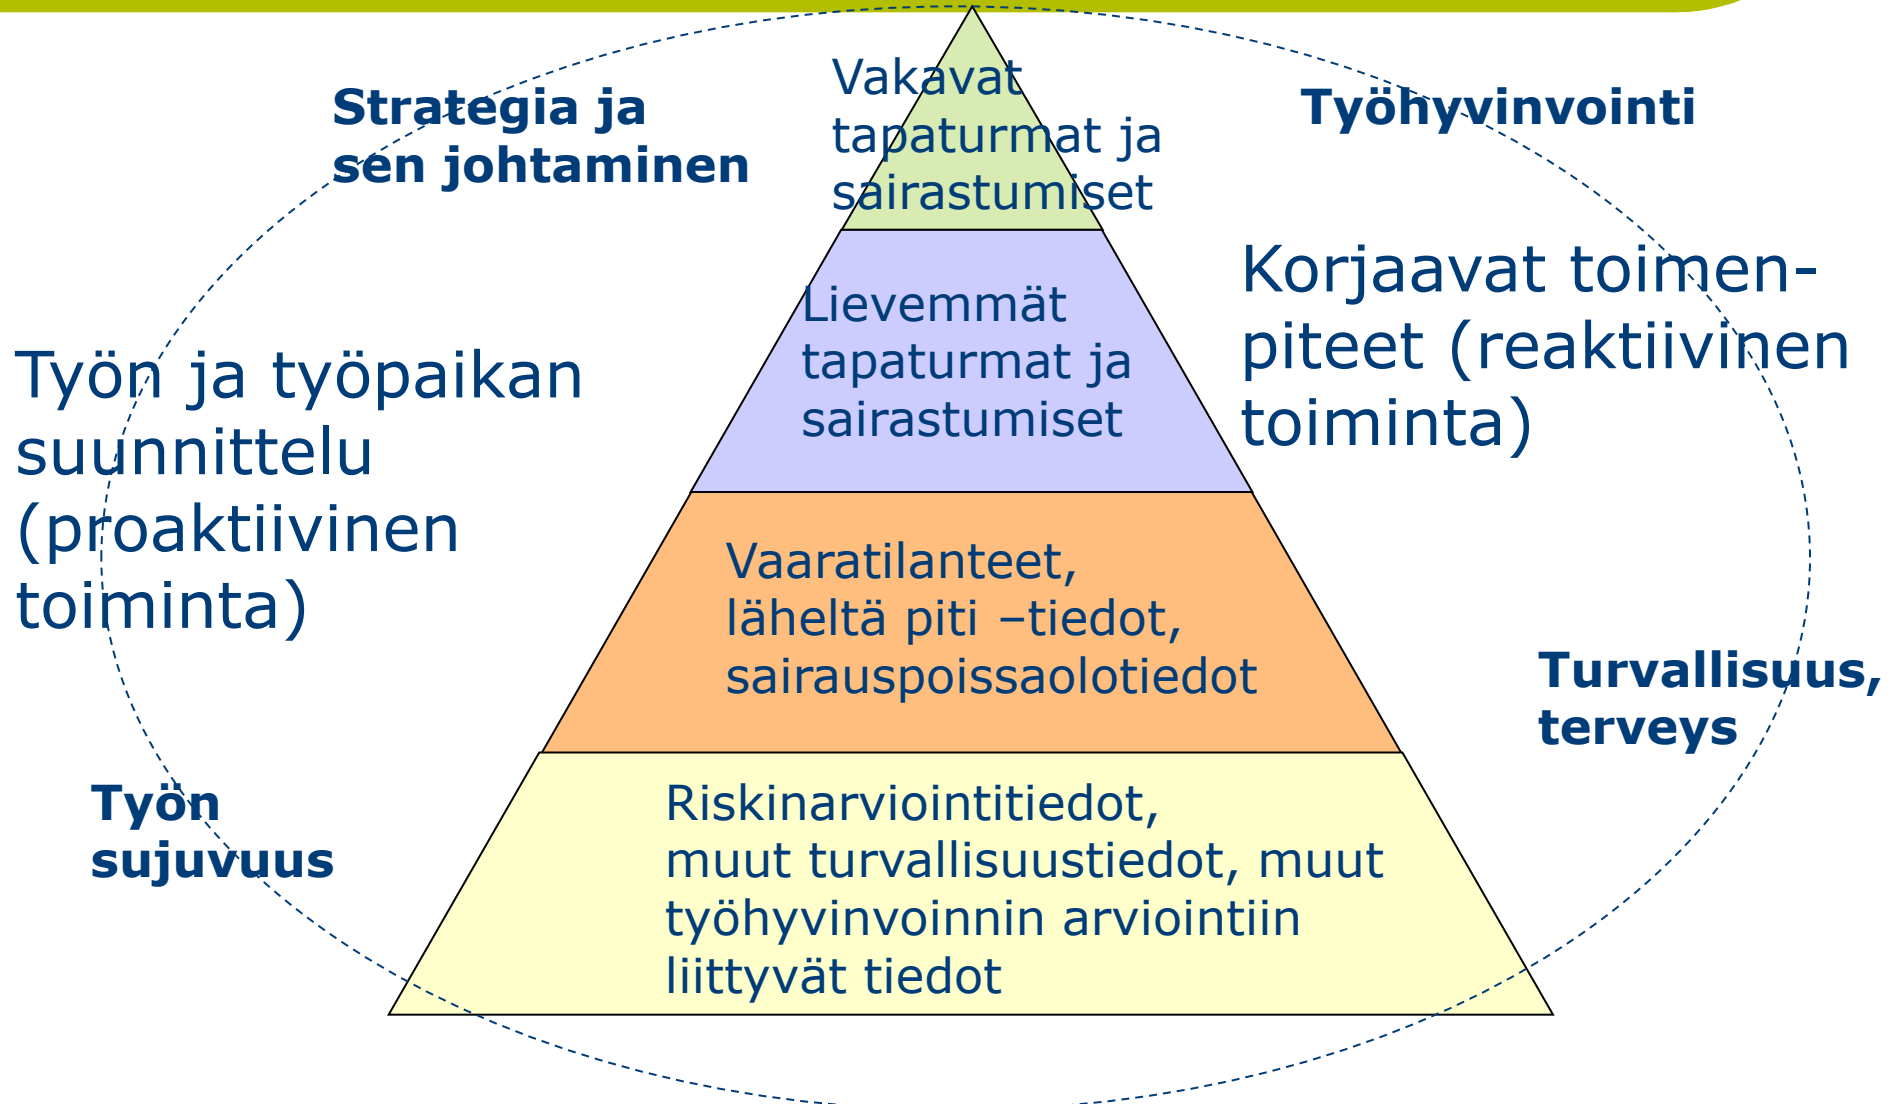 Strategia ja
sen johtaminen
Vakavat
tapaturmat ja
sairastumiset
Työhyvinvointi
Työn ja työpaikan
suunnittelu
(proaktiivinen
toiminta)
Lievemmät
tapaturmat ja
sairastumiset
Korjaavat toimen-
piteet (reaktiivinen
toiminta)
Vaaratilanteet,
läheltä piti –tiedot,
sairauspoissaolotiedot
Turvallisuus,
terveys
Työn
sujuvuus
Riskinarviointitiedot,
muut turvallisuustiedot, muut
työhyvinvoinnin arviointiin
liittyvät tiedot